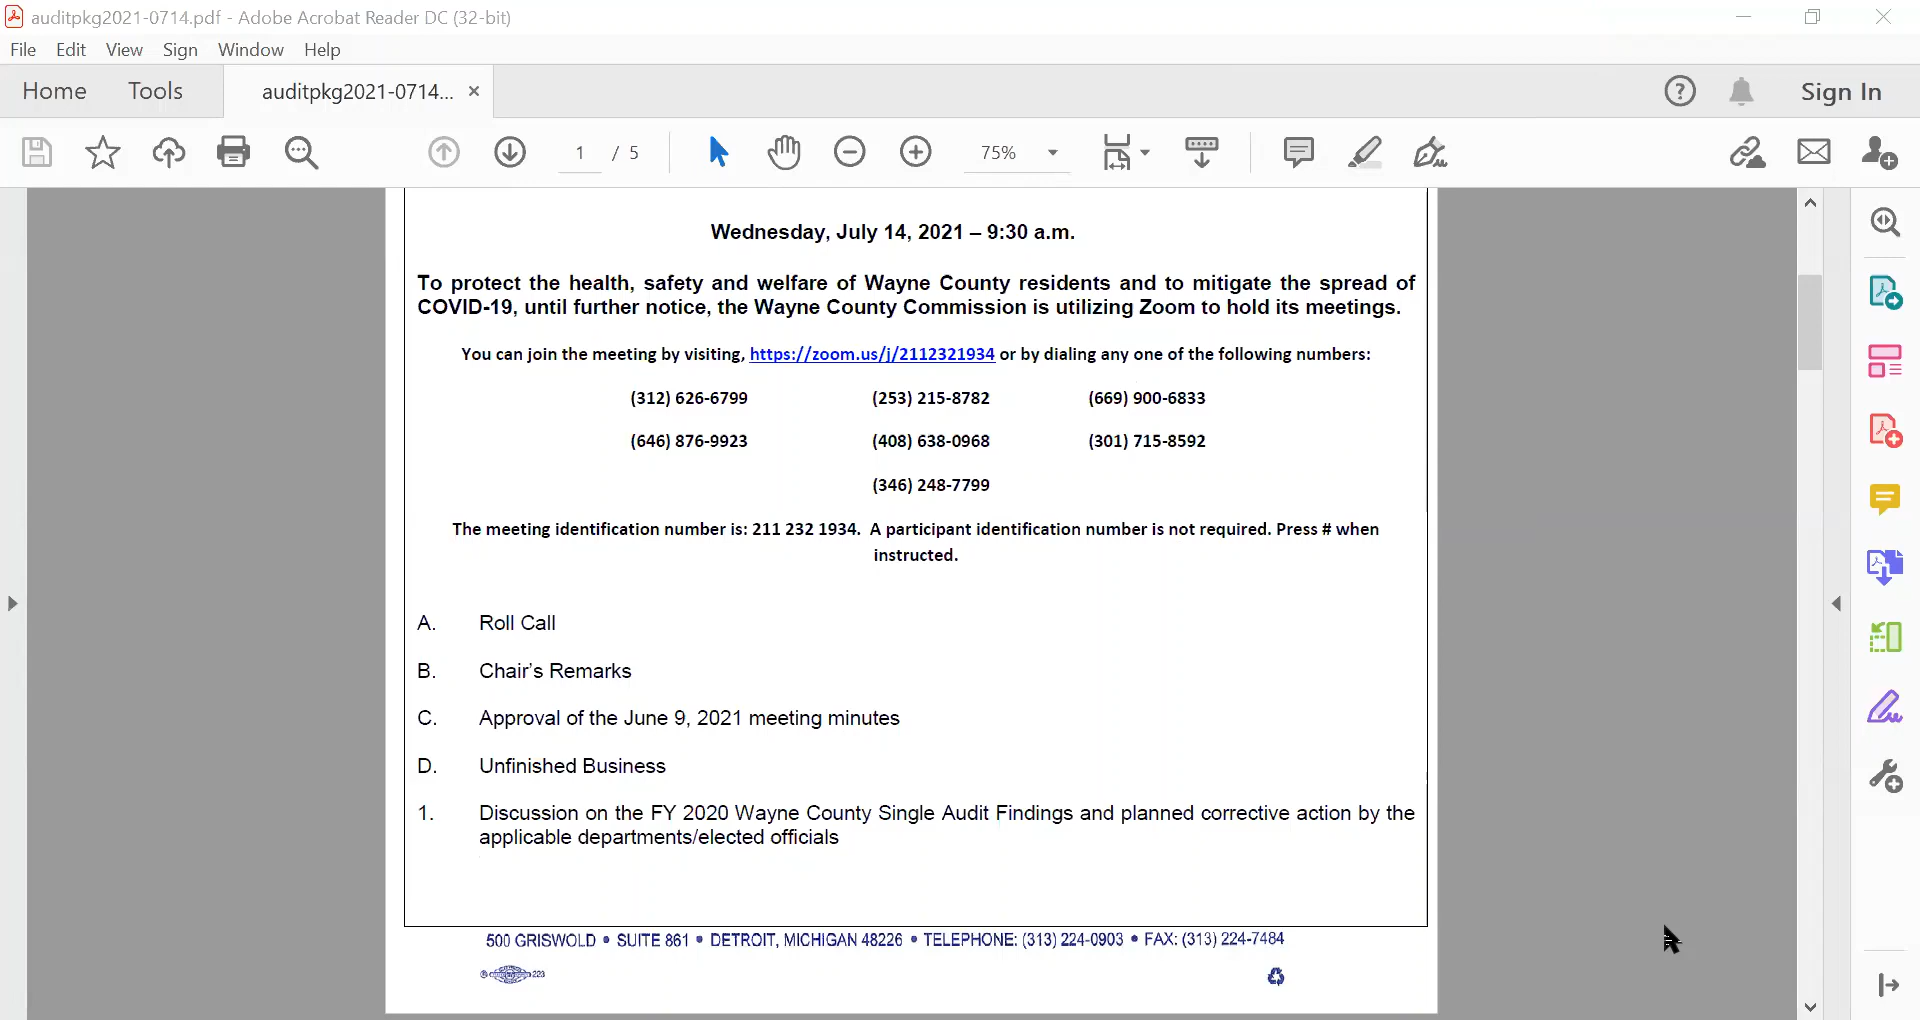 auditpkg2021-0714.pdf - Adobe Acrobat Reader DC (32-bit)
File Edit View Sign Window Help
Home Tools auditpkg2021-0714... × Sign In
1 / 5 75%
Wednesday, July 14, 2021 – 9:30 a.m.
To protect the health, safety and welfare of Wayne County residents and to mitigate the spread of
COVID-19, until further notice, the Wayne County Commission is utilizing Zoom to hold its meetings.
You can join the meeting by visiting, https://zoom.us/j/2112321934 or by dialing any one of the following numbers:
(312) 626-6799 (253) 215-8782 (669) 900-6833
(646) 876-9923 (408) 638-0968 (301) 715-8592
(346) 248-7799
The meeting identification number is: 211 232 1934. A participant identification number is not required. Press # when
instructed.
A. Roll Call
B. Chair's Remarks
C. Approval of the June 9, 2021 meeting minutes
D. Unfinished Business
1. Discussion on the FY 2020 Wayne County Single Audit Findings and planned corrective action by the
applicable departments/elected officials
500 GRISWOLD • SUITE 861 • DETROIT, MICHIGAN 48226 • TELEPHONE: (313) 224-0903 • FAX: (313) 224-7484
223